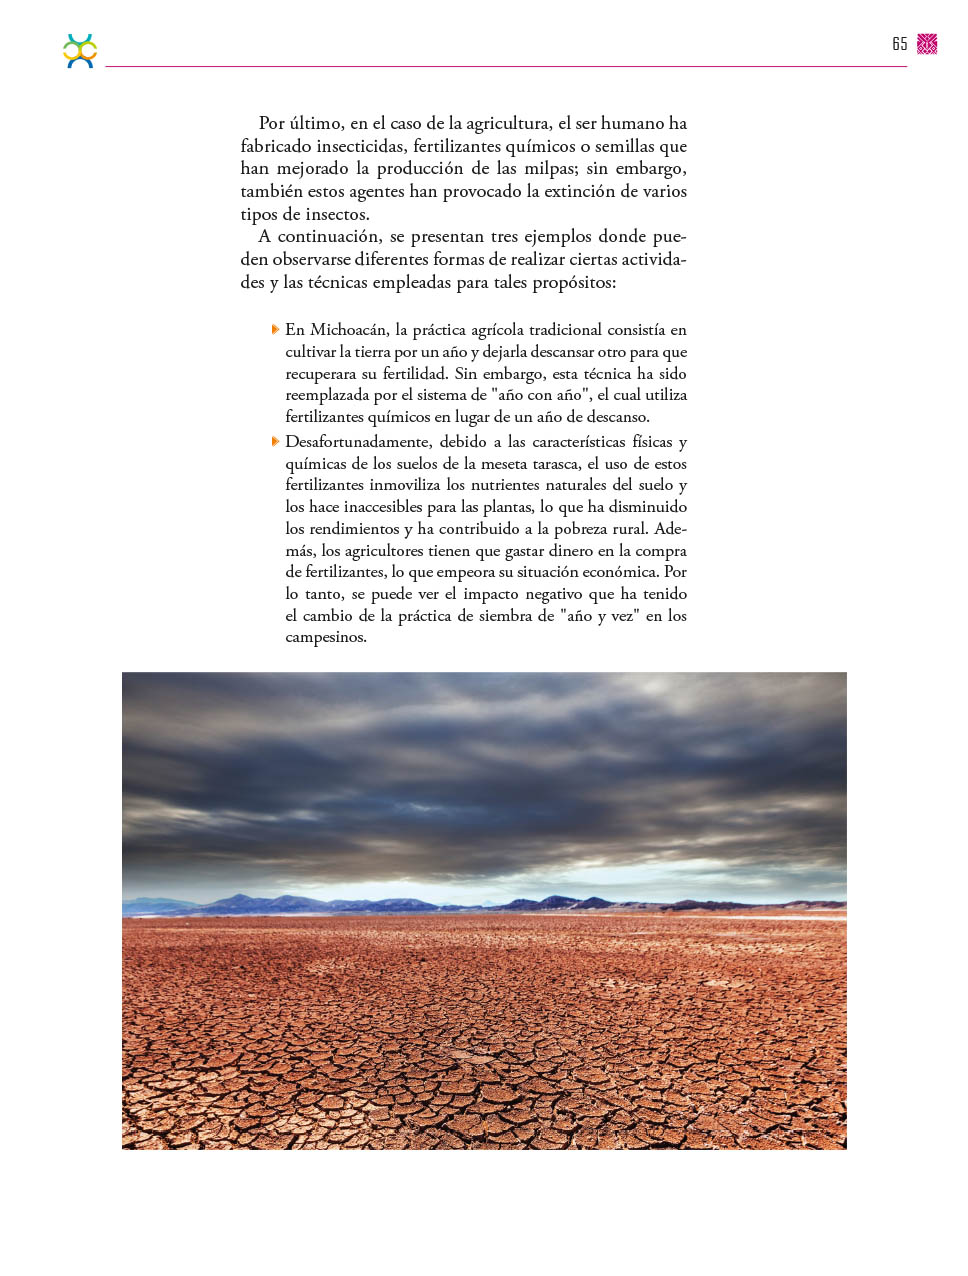 65
Por último, en el caso de la agricultura, el ser humano ha
fabricado insecticidas, fertilizantes químicos o semillas que
han mejorado la producción de las milpas; sin embargo,
también estos agentes han provocado la extinción de varios
tipos de insectos.
A continuación, se presentan tres ejemplos donde pue-
den observarse diferentes formas de realizar ciertas activida-
des y las técnicas empleadas para tales propósitos:
En Michoacán, la práctica agrícola tradicional consistía en
cultivar la tierra por un año y dejarla descansar otro para que
recuperara su fertilidad. Sin embargo, esta técnica ha sido
reemplazada por el sistema de "año con año", el cual utiliza
fertilizantes químicos en lugar de un año de descanso.
Desafortunadamente, debido a las características físicas y
químicas de los suelos de la meseta tarasca, el uso de estos
fertilizantes inmoviliza los nutrientes naturales del suelo y
los hace inaccesibles para las plantas, lo que ha disminuido
los rendimientos y ha contribuido a la pobreza rural. Ade-
más, los agricultores tienen que gastar dinero en la compra
de fertilizantes, lo que empeora su situación económica. Por
lo tanto, se puede ver el impacto negativo que ha tenido
el cambio de la práctica de siembra de "año y vez" en los
campesinos.